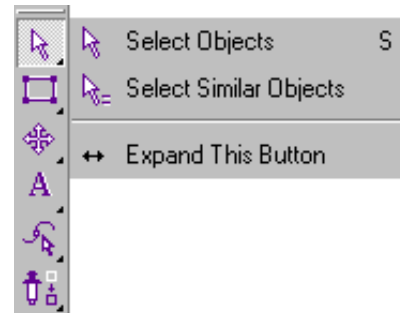 Select Objects S
Select Similar Objects
Expand This Button
A